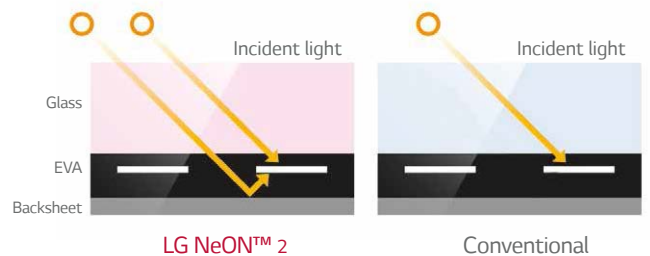 Incident light
Incident light
Glass
EVA
Backsheet
LG NeON™ 2
Conventional